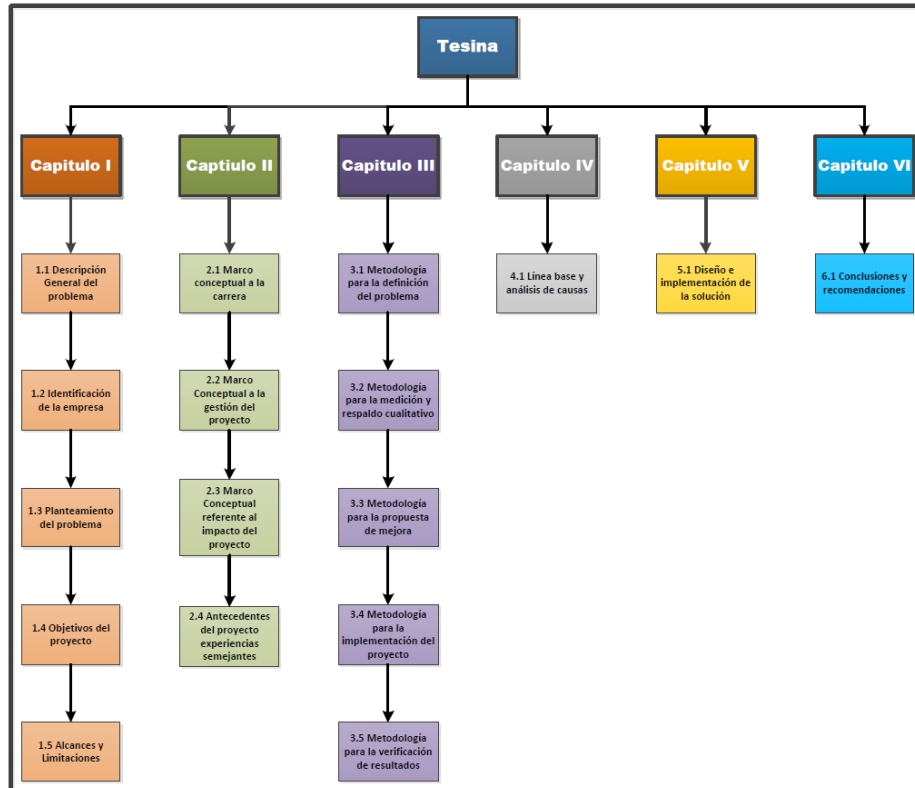 Tesina
Capitulo I
Captiulo II
Capitulo III
Capitulo IV
Capitulo V
Capitulo VI
1.1 Descripción
General del
problema
2.1 Marco
conceptual a la
carrera
3.1 Metodología
para la definición
del problema
4.1 Línea base y
análisis de causas
5.1 Diseño e
implementación de
la solución
6.1 Conclusiones y
recomendaciones
1.2 Identificación
de la empresa
2.2 Marco
Conceptual a la
gestión del
proyecto
3.2 Metodología
para la medición y
respaldo cualitativo
1.3 Planteamiento
del problema
2.3 Marco
Conceptual
referente al
impacto del
proyecto
3.3 Metodología
para la propuesta
de mejora
1.4 Objetivos del
proyecto
2.4 Antecedentes
del proyecto
experiencias
semejantes
3.4 Metodología
para la
implementación del
proyecto
1.5 Alcances y
Limitaciones
3.5 Metodología
para la verificación
de resultados